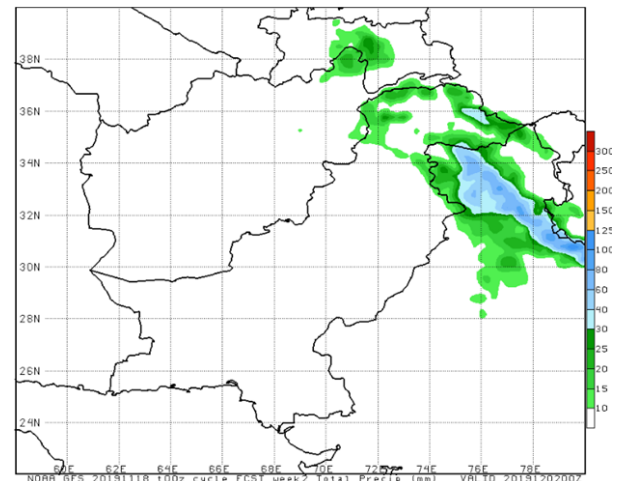 38N
36N
34N
32N
30N
28N
26N
24N
300
250
200
150
125
100
80
60
40
30
25
20
15
10
60E 62E 64E 66E 68E 70E 72E 74E 76E 78E
NOAA GFS 20191118 t00z cycle FCST week2 Total Precip (mm) VALID 2019120200Z